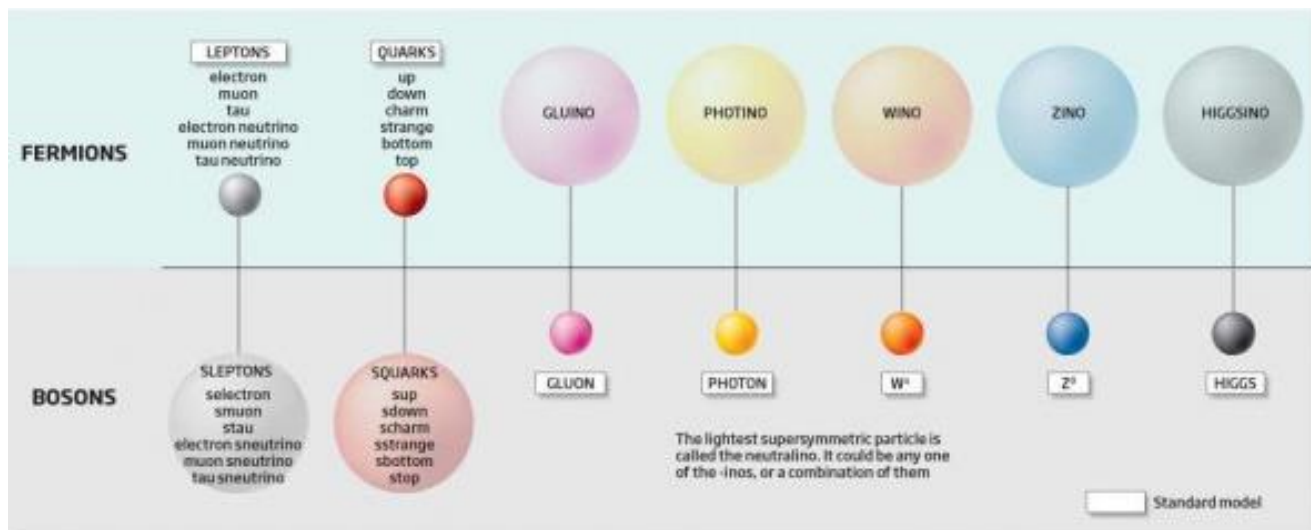 FERMIONS
LEPTONS
electron
muon
tau
electron neutrino
muon neutrino
tau neutrino
QUARKS
up
down
charm
strange
bottom
top
GLUINO
PHOTINO
WINO
ZINO
HIGGSINO
BOSONS
SLEPTONS
selectron
smuon
stau
electron sneutrino
muon sneutrino
tau sneutrino
SQUARKS
sup
sdown
scharm
sstrange
sbottom
stop
GLUON
PHOTON
W
Z⁰
HIGGS
The lightest supersymmetric particle is
called the neutralino. It could be any one
of the -inos, or a combination of them
Standard model